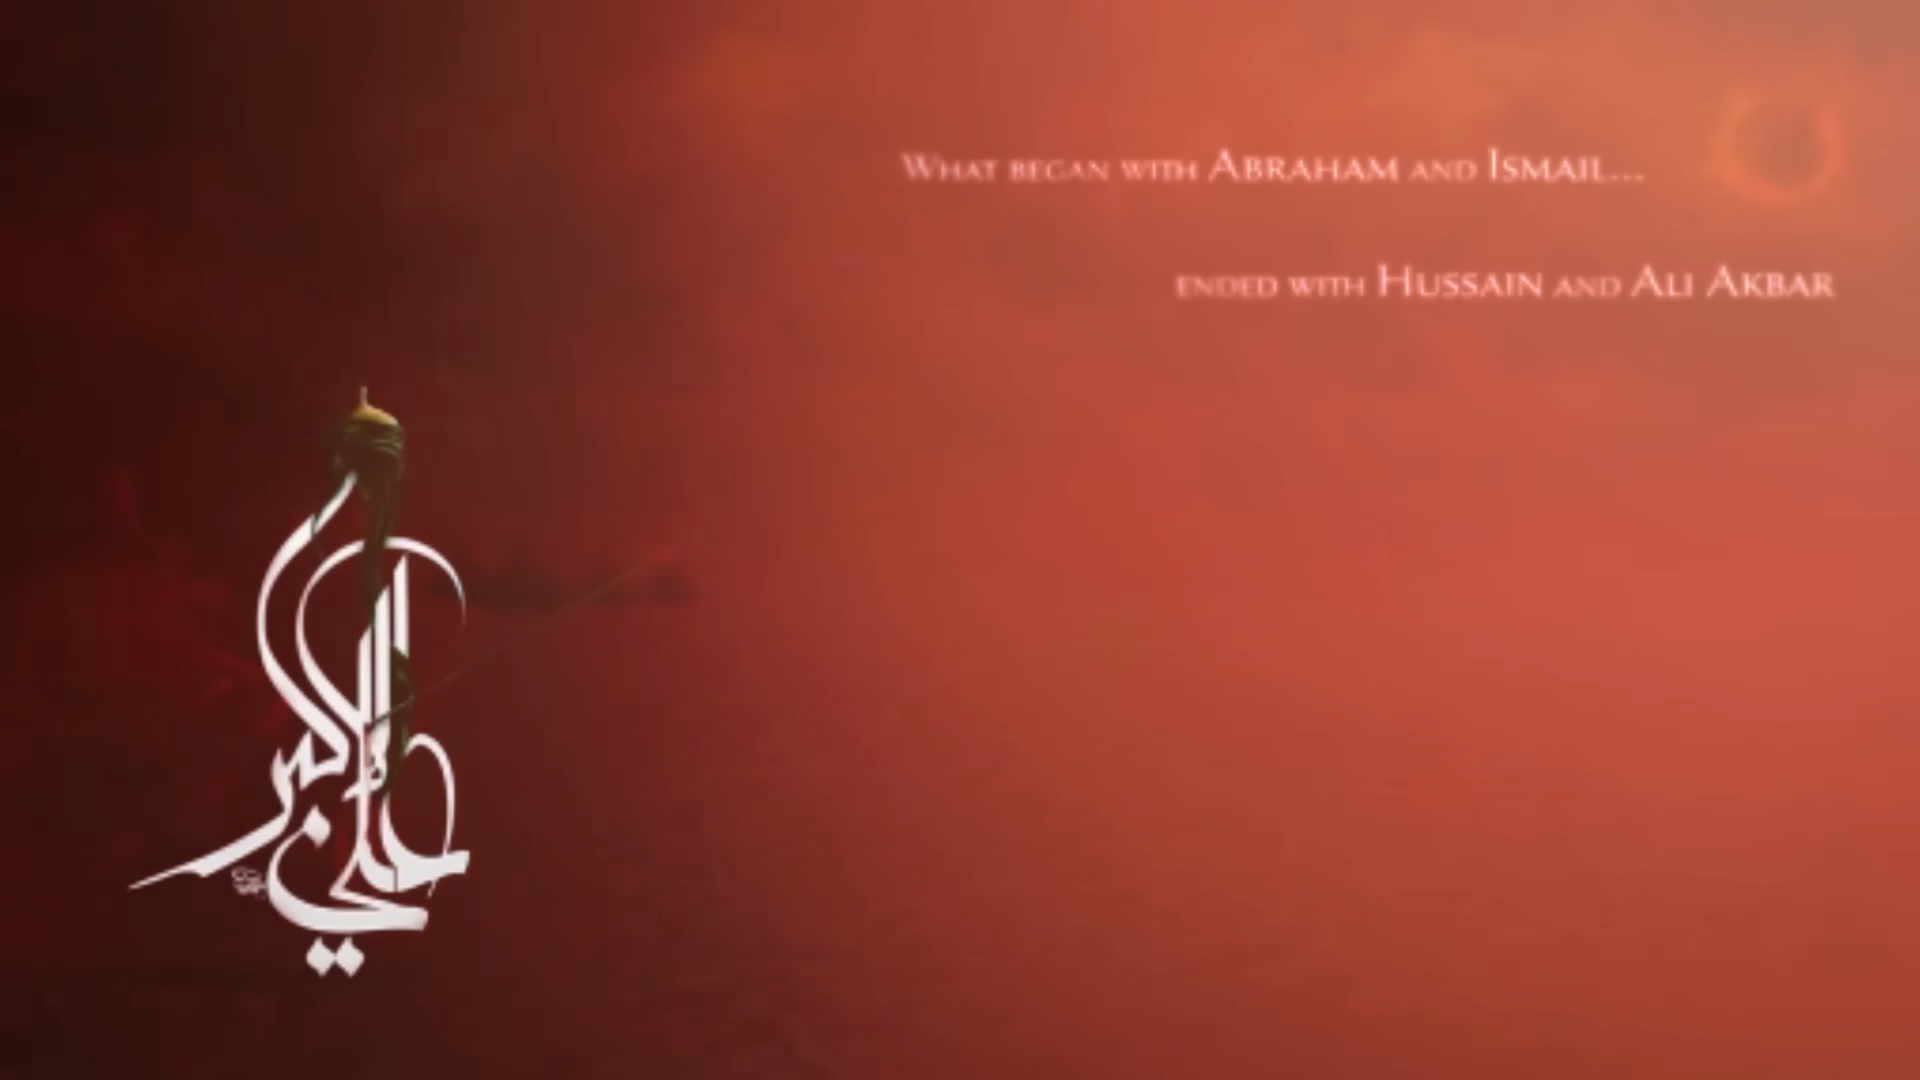 What began with Abraham and Ismail...
ended with Hussain and Ali Akbar
علي الأكبر